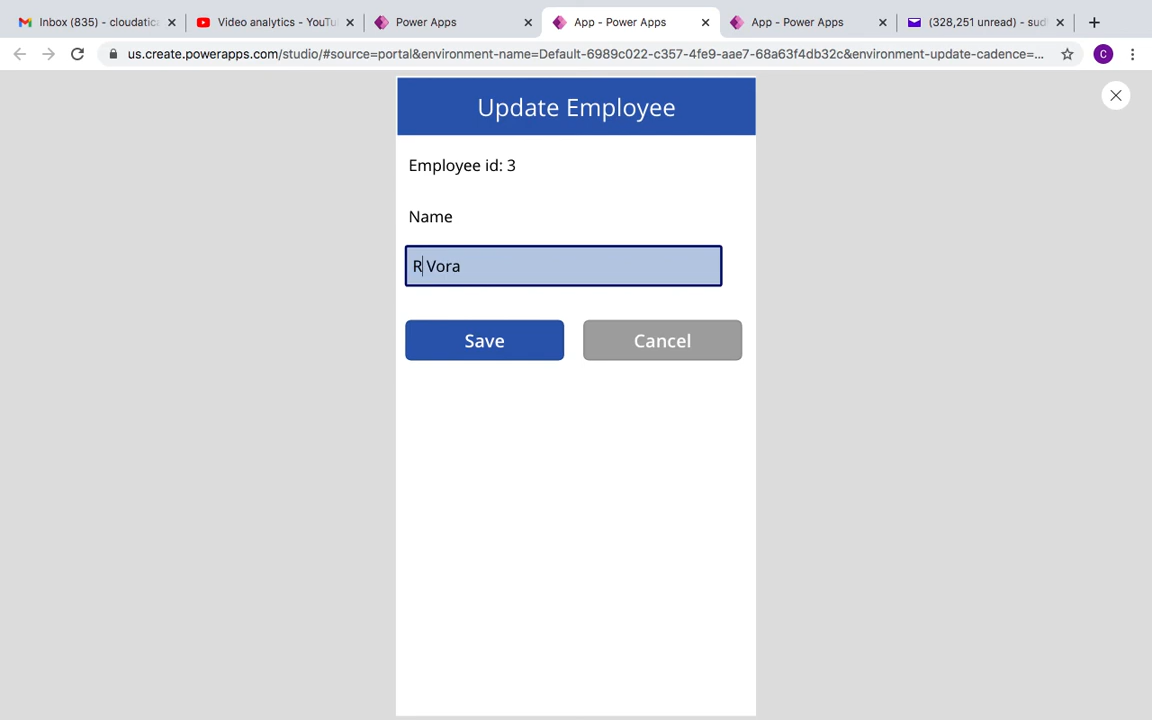 Inbox (835) - cloudatica
Video analytics - YouTu
Power Apps
App - Power Apps
App - Power Apps
(328,251 unread) - sud
us.create.powerapps.com/studio/#source=portal&environment-name=Default-6989c022-c357-4fe9-aae7-68a63f4db32c&environment-update-cadence=...
C
Update Employee
Employee id: 3
Name
R Vora
Save
Cancel